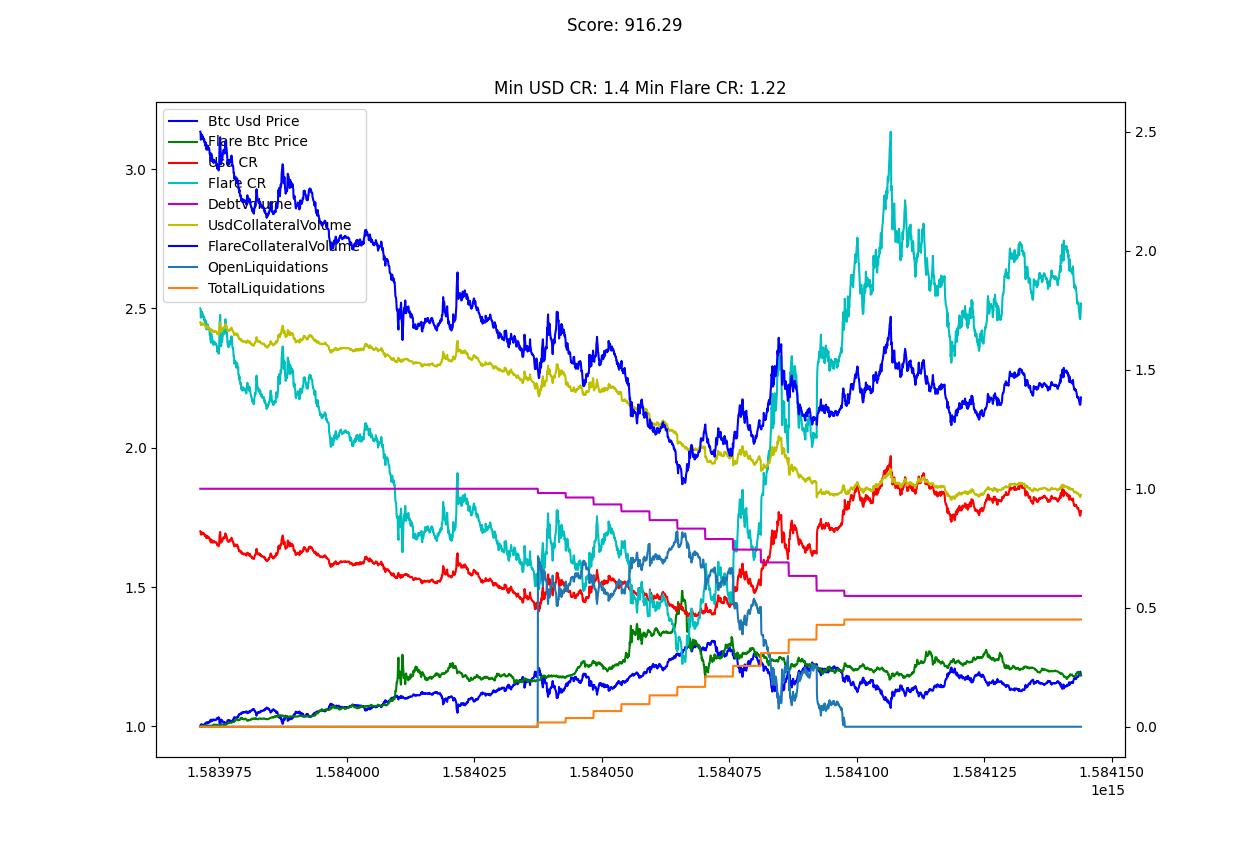 Score: 916.29
Min USD CR: 1.4 Min Flare CR: 1.22
Btc Usd Price
Flare Btc Price
Usd CR
Flare CR
DebtVolume
UsdCollateralVolume
FlareCollateralVolume
OpenLiquidations
TotalLiquidations
3.0
2.5
2.0
1.5
1.0
2.5
2.0
1.5
1.0
0.5
0.0
1.583975 1.584000 1.584025 1.584050 1.584075 1.584100 1.584125 1.584150
1e15